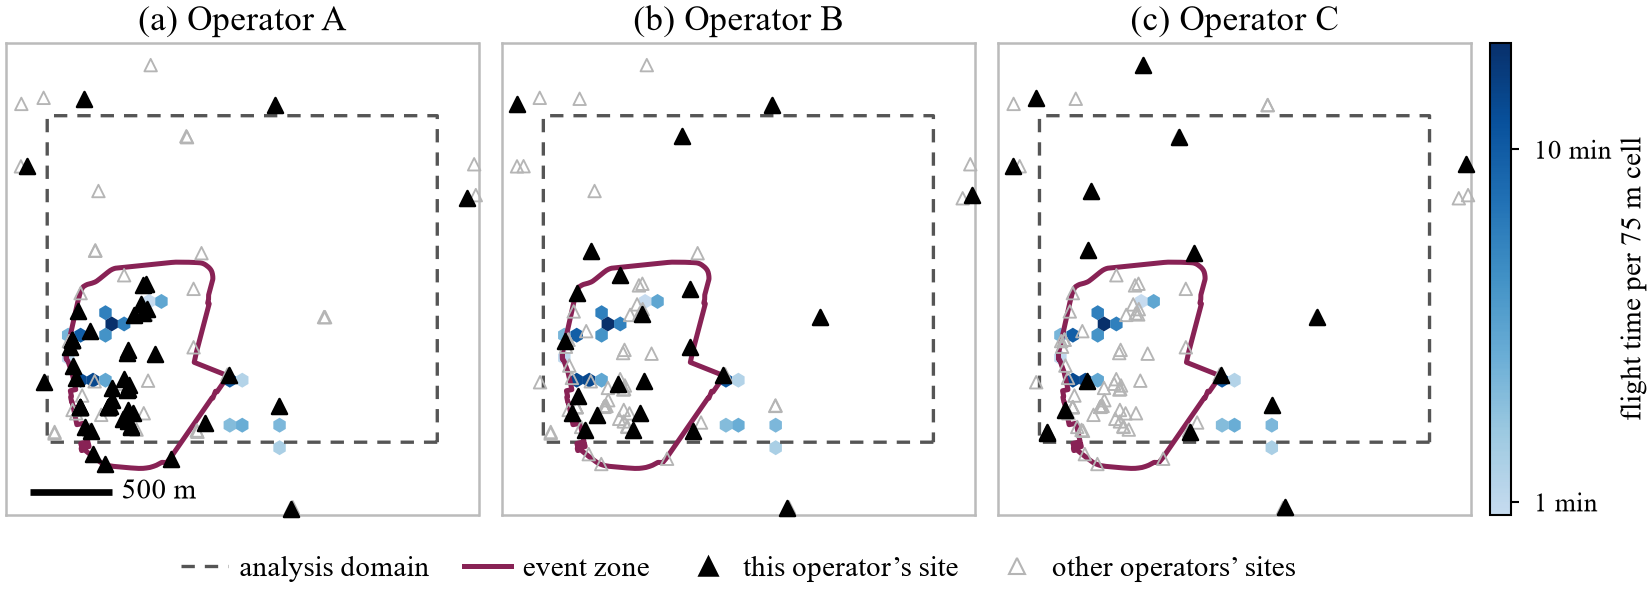 (a) Operator A
(b) Operator B
(c) Operator C
10 min
1 min
flight time per 75 m cell
500 m
analysis domain
event zone
this operator’s site
other operators’ sites